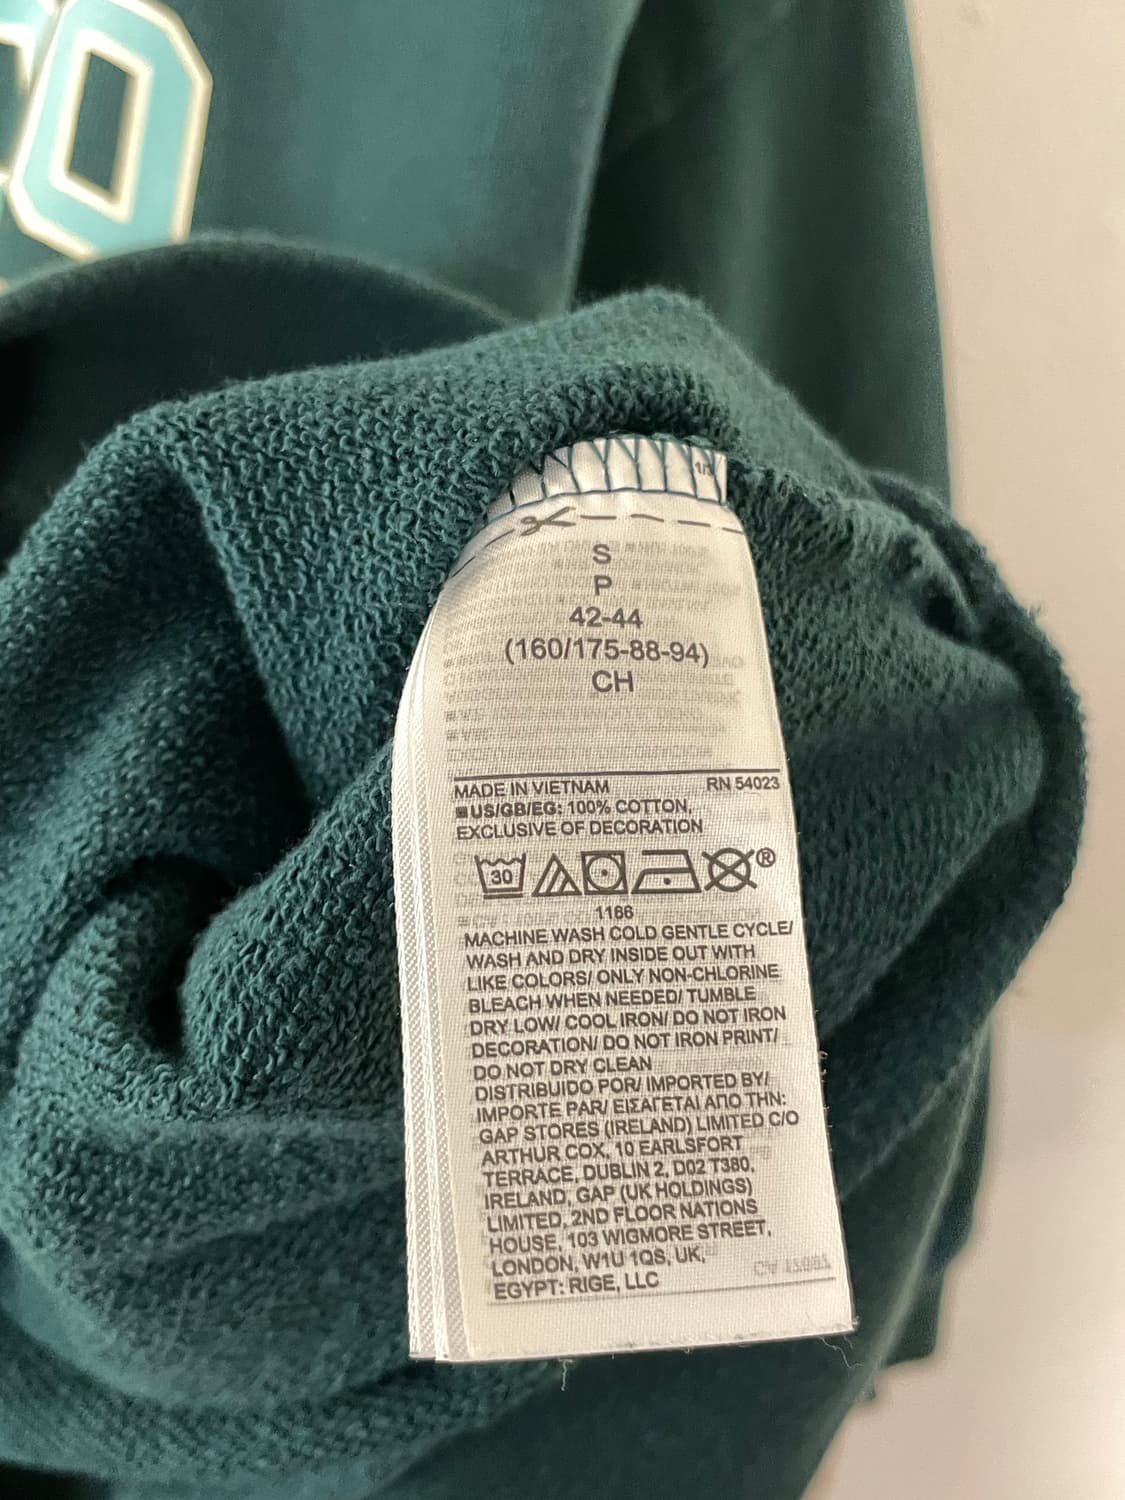 CO
1/
S
P
42-44
(160/175-88-94)
CH
MADE IN VIETNAM RN 54023
US/GB/EG: 100% COTTON,
EXCLUSIVE OF DECORATION
30 ®
1166
MACHINE WASH COLD GENTLE CYCLE/
WASH AND DRY INSIDE OUT WITH
LIKE COLORS/ ONLY NON-CHLORINE
BLEACH WHEN NEEDED/ TUMBLE
DRY LOW/ COOL IRON/ DO NOT IRON
DECORATION/ DO NOT IRON PRINT/
DO NOT DRY CLEAN
DISTRIBUIDO POR/ IMPORTED BY/
IMPORTE PAR/ ΕΙΣΑΓΕΤΑΙ ΑΠΟ ΤΗΝ:
GAP STORES (IRELAND) LIMITED C/O
ARTHUR COX, 10 EARLSFORT
TERRACE, DUBLIN 2, D02 T380,
IRELAND, GAP (UK HOLDINGS)
LIMITED, 2ND FLOOR NATIONS
HOUSE, 103 WIGMORE STREET,
LONDON, W1U 1QS, UK,
EGYPT: RIGE, LLC